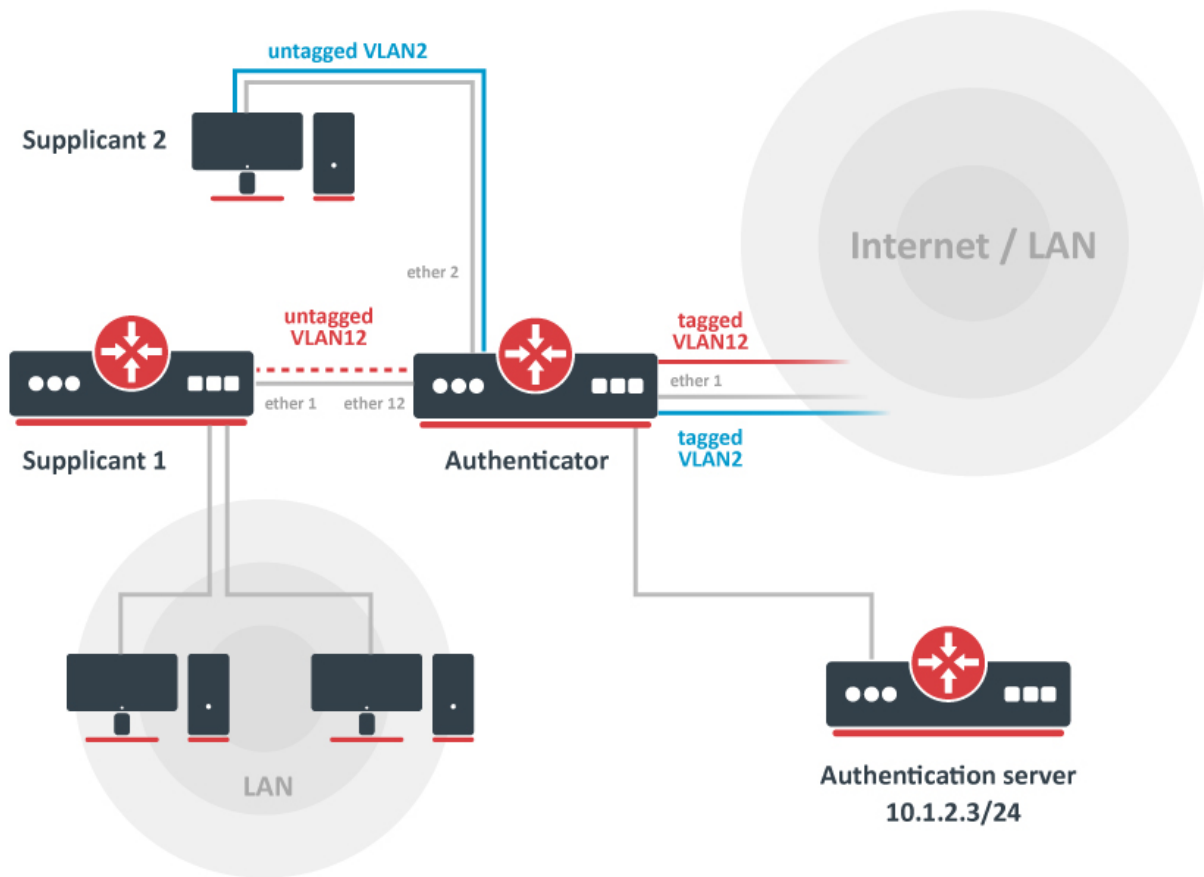 untagged VLAN2
Supplicant 2
Internet / LAN
ether 2
untagged
VLAN12
tagged
VLAN12
ether 1
ether 1
ether 12
tagged
VLAN2
Supplicant 1
Authenticator
LAN
Authentication server
10.1.2.3/24